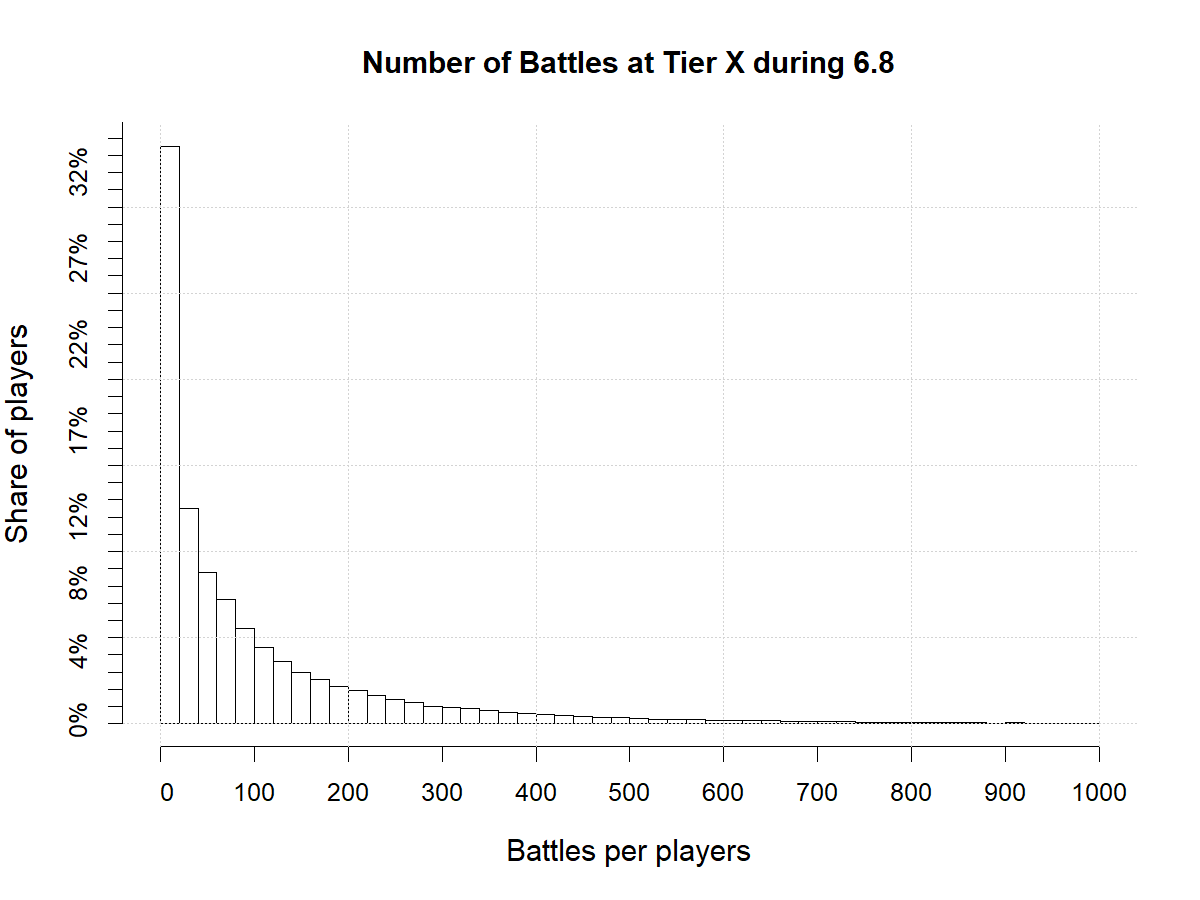 Number of Battles at Tier X during 6.8
Share of players
32%
27%
22%
17%
12%
8%
4%
0%
0 100 200 300 400 500 600 700 800 900 1000
Battles per players